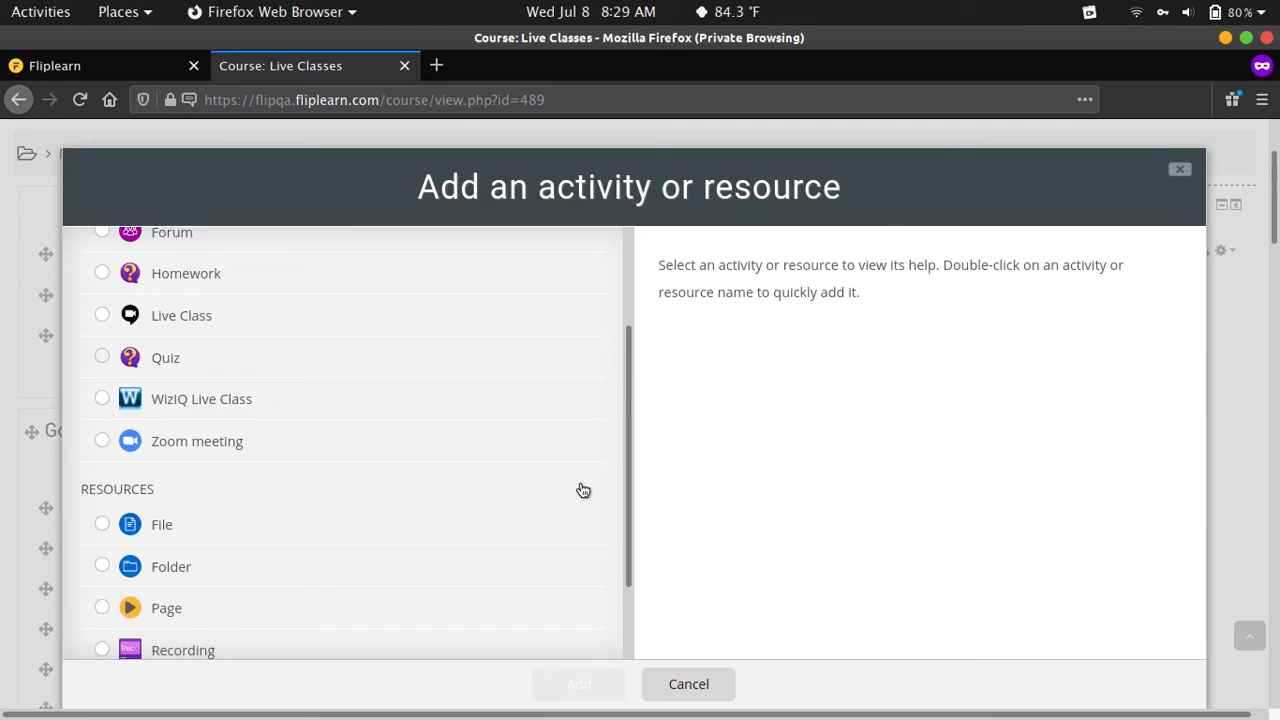 Activities Places Firefox Web Browser Wed Jul 8 8:29 AM 84.3 °F 80%
Course: Live Classes - Mozilla Firefox (Private Browsing)
Fliplearn Course: Live Classes
https://flipqa.fliplearn.com/course/view.php?id=489
Add an activity or resource
Forum
Homework
Live Class
Quiz
WizIQ Live Class
Zoom meeting
RESOURCES
File
Folder
Page
Recording
Select an activity or resource to view its help. Double-click on an activity or
resource name to quickly add it.
Add Cancel